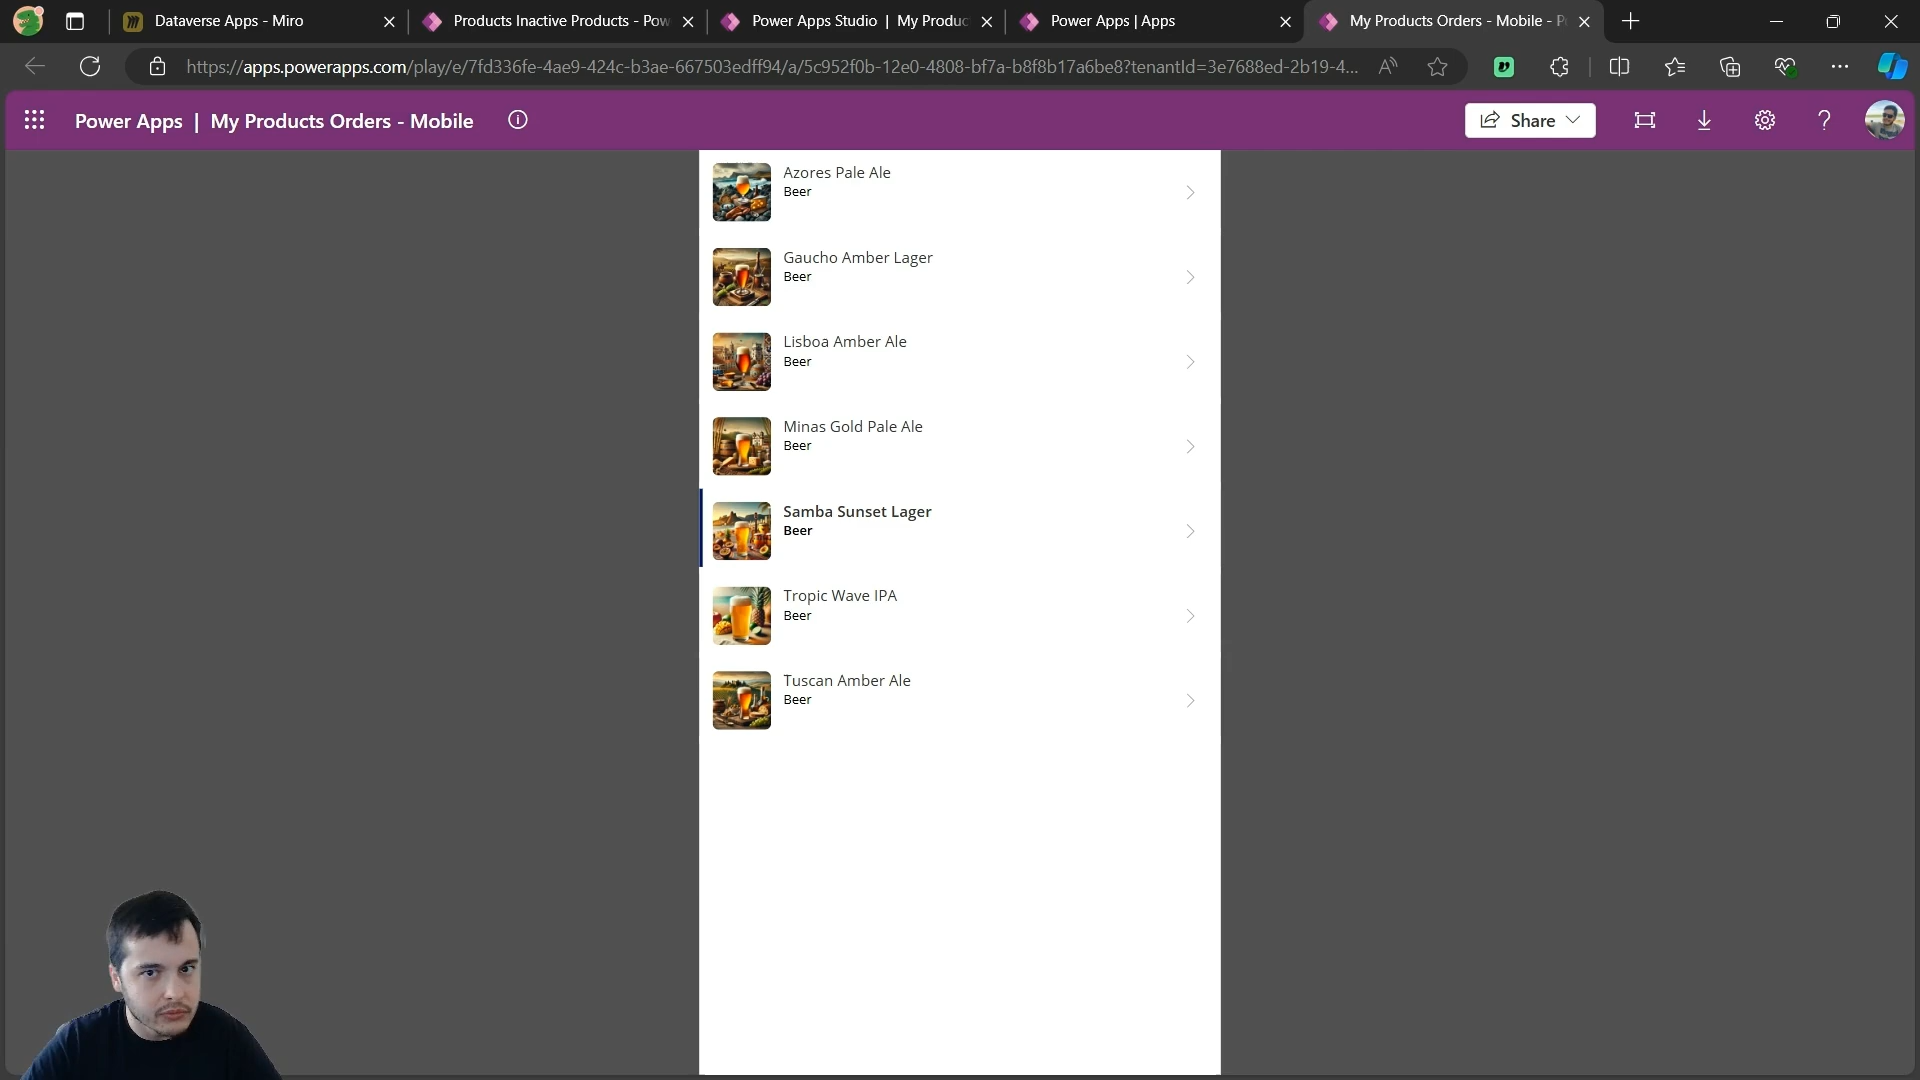 Dataverse Apps - Miro
Products Inactive Products - Pow
Power Apps Studio | My Produc
Power Apps | Apps
My Products Orders - Mobile - P
https://apps.powerapps.com/play/e/7fd336fe-4ae9-424c-b3ae-667503edff94/a/5c952f0b-12e0-4808-bf7a-b8f8b17a6be8?tenantId=3e7688ed-2b19-4...
Power Apps | My Products Orders - Mobile
Share
Azores Pale Ale
Beer
Gaucho Amber Lager
Beer
Lisboa Amber Ale
Beer
Minas Gold Pale Ale
Beer
Samba Sunset Lager
Beer
Tropic Wave IPA
Beer
Tuscan Amber Ale
Beer